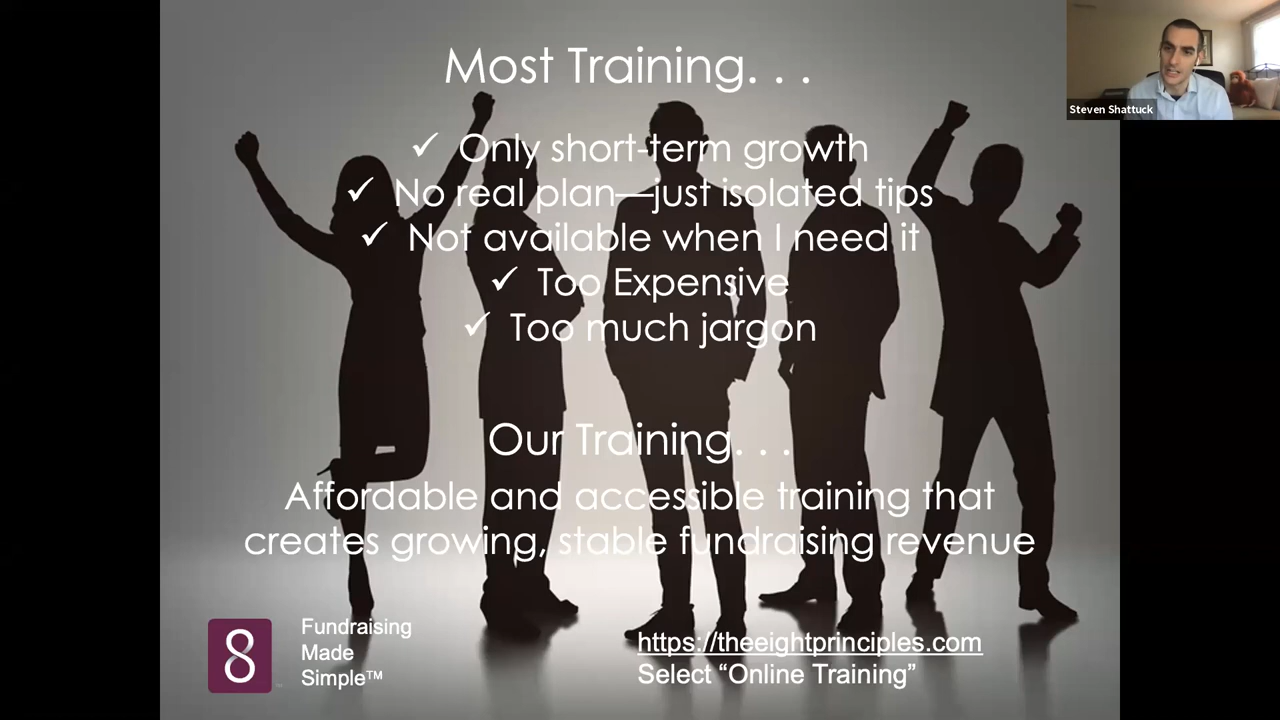 Most Training. . .
✓ Only short-term growth
✓ No real plan—just isolated tips
✓ Not available when I need it
✓ Too Expensive
✓ Too much jargon
Our Training. . .
Affordable and accessible training that
creates growing, stable fundraising revenue
8
Fundraising
Made
Simple™
https://theeightprinciples.com
Select “Online Training”
Steven Shattuck